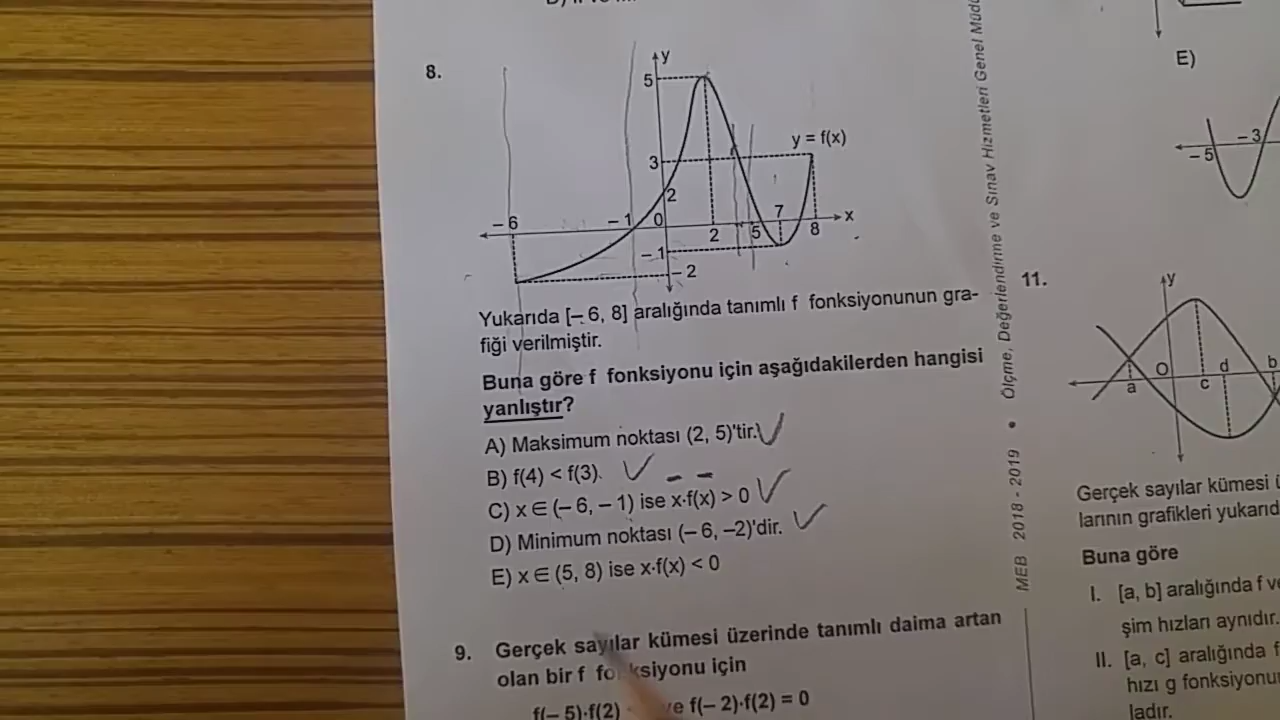 8.
y
5
y = f(x)
3
2
– 6
– 1
0
7
x
2
5
8
– 1
– 2
Yukarıda [– 6, 8] aralığında tanımlı f fonksiyonunun gra-
fiği verilmiştir.
Buna göre f fonksiyonu için aşağıdakilerden hangisi
yanlıştır?
A) Maksimum noktası (2, 5)'tir.
B) f(4) < f(3).
C) x ∈ (– 6, – 1) ise x·f(x) > 0
D) Minimum noktası (– 6, –2)'dir.
E) x ∈ (5, 8) ise x·f(x) < 0
9. Gerçek sayılar kümesi üzerinde tanımlı daima artan
olan bir f fonksiyonu için
f(– 5)·f(2) ve f(– 2)·f(2) = 0
MEB 2018 - 2019 • Ölçme, Değerlendirme ve Sınav Hizmetleri Genel
E)
– 5
– 3
11.
y
O
a
c
d
b
Gerçek sayılar kümesi
larının grafikleri
Buna göre
I. [a, b] aralığında f
şim hızları aynıdır.
II. [a, c] aralığında f
hızı g
ladır.